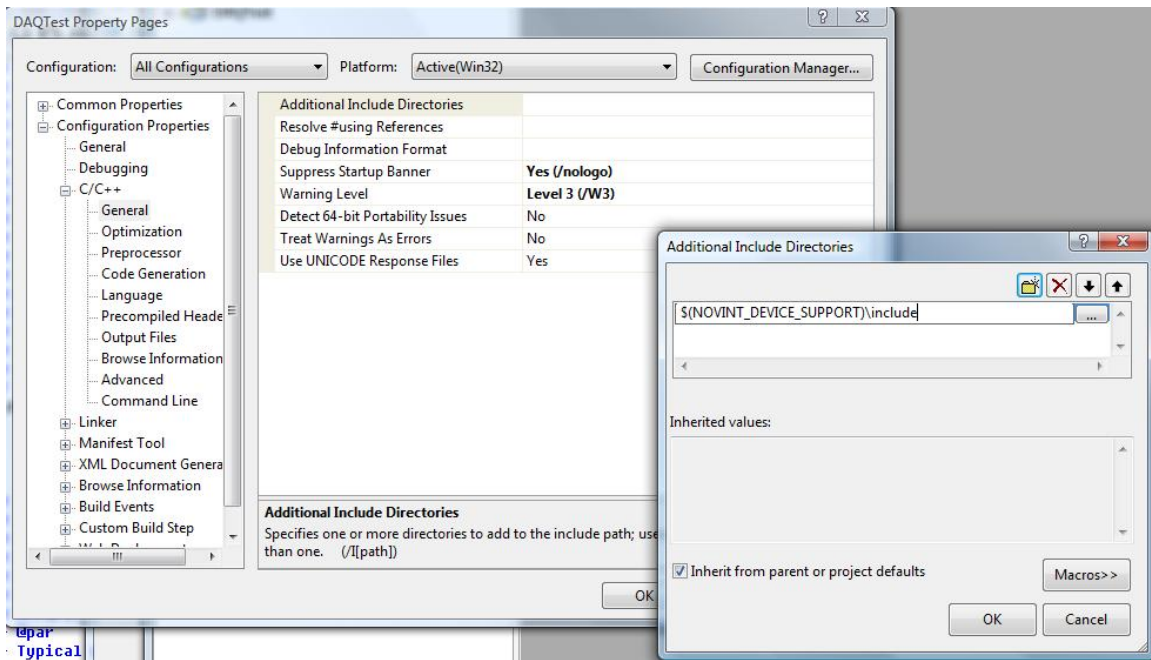 DAQTest Property Pages
Configuration: All Configurations Platform: Active(Win32) Configuration Manager...
Common Properties
Configuration Properties
General
Debugging
C/C++
General
Optimization
Preprocessor
Code Generation
Language
Precompiled Heade
Output Files
Browse Information
Advanced
Command Line
Linker
Manifest Tool
XML Document Genera
Browse Information
Build Events
Custom Build Step
Additional Include Directories
Resolve #using References
Debug Information Format
Suppress Startup Banner Yes (/nologo)
Warning Level Level 3 (/W3)
Detect 64-bit Portability Issues No
Treat Warnings As Errors No
Use UNICODE Response Files Yes
Additional Include Directories
Specifies one or more directories to add to the include path; use
than one. (/I[path])
OK
Additional Include Directories
$(NOVINT_DEVICE_SUPPORT)\include
...
Inherited values:
Inherit from parent or project defaults
Macros>>
OK Cancel
@par
Typical